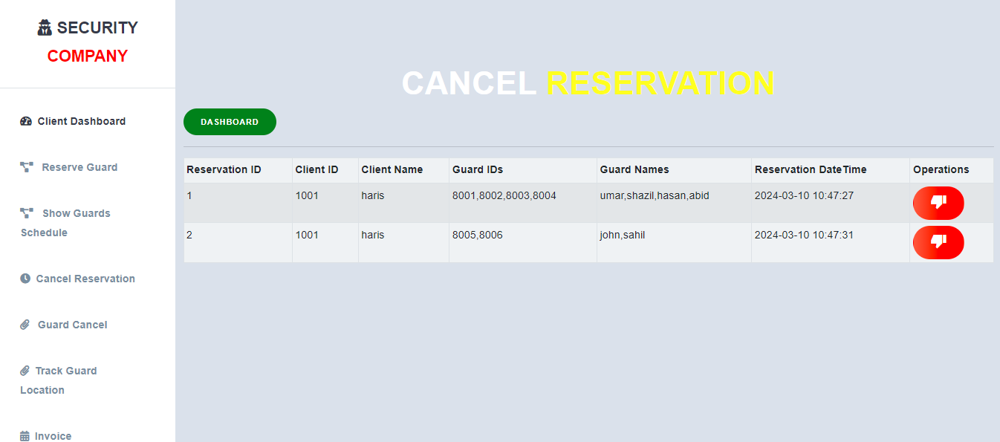 SECURITY
COMPANY
Client Dashboard
Reserve Guard
Show Guards
Schedule
Cancel Reservation
Guard Cancel
Track Guard
Location
Invoice
CANCEL RESERVATION
DASHBOARD
Reservation ID Client ID Client Name Guard IDs Guard Names Reservation DateTime Operations
1 1001 haris 8001,8002,8003,8004 umar,shazil,hasan,abid 2024-03-10 10:47:27
2 1001 haris 8005,8006 john,sahil 2024-03-10 10:47:31